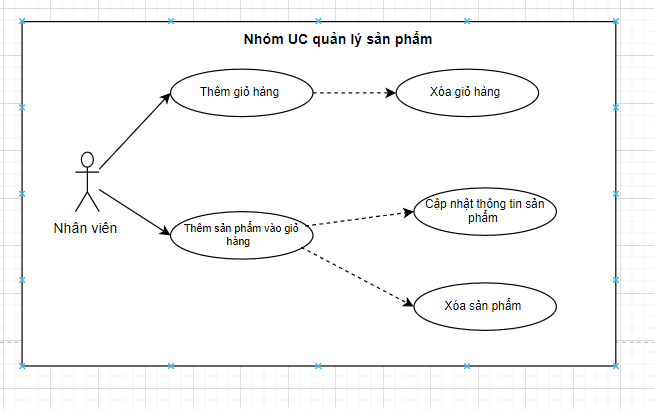 Nhóm UC quản lý sản phẩm
Thêm giỏ hàng
Xóa giỏ hàng
Nhân viên
Thêm sản phẩm vào giỏ
hàng
Cập nhật thông tin sản
phẩm
Xóa sản phẩm